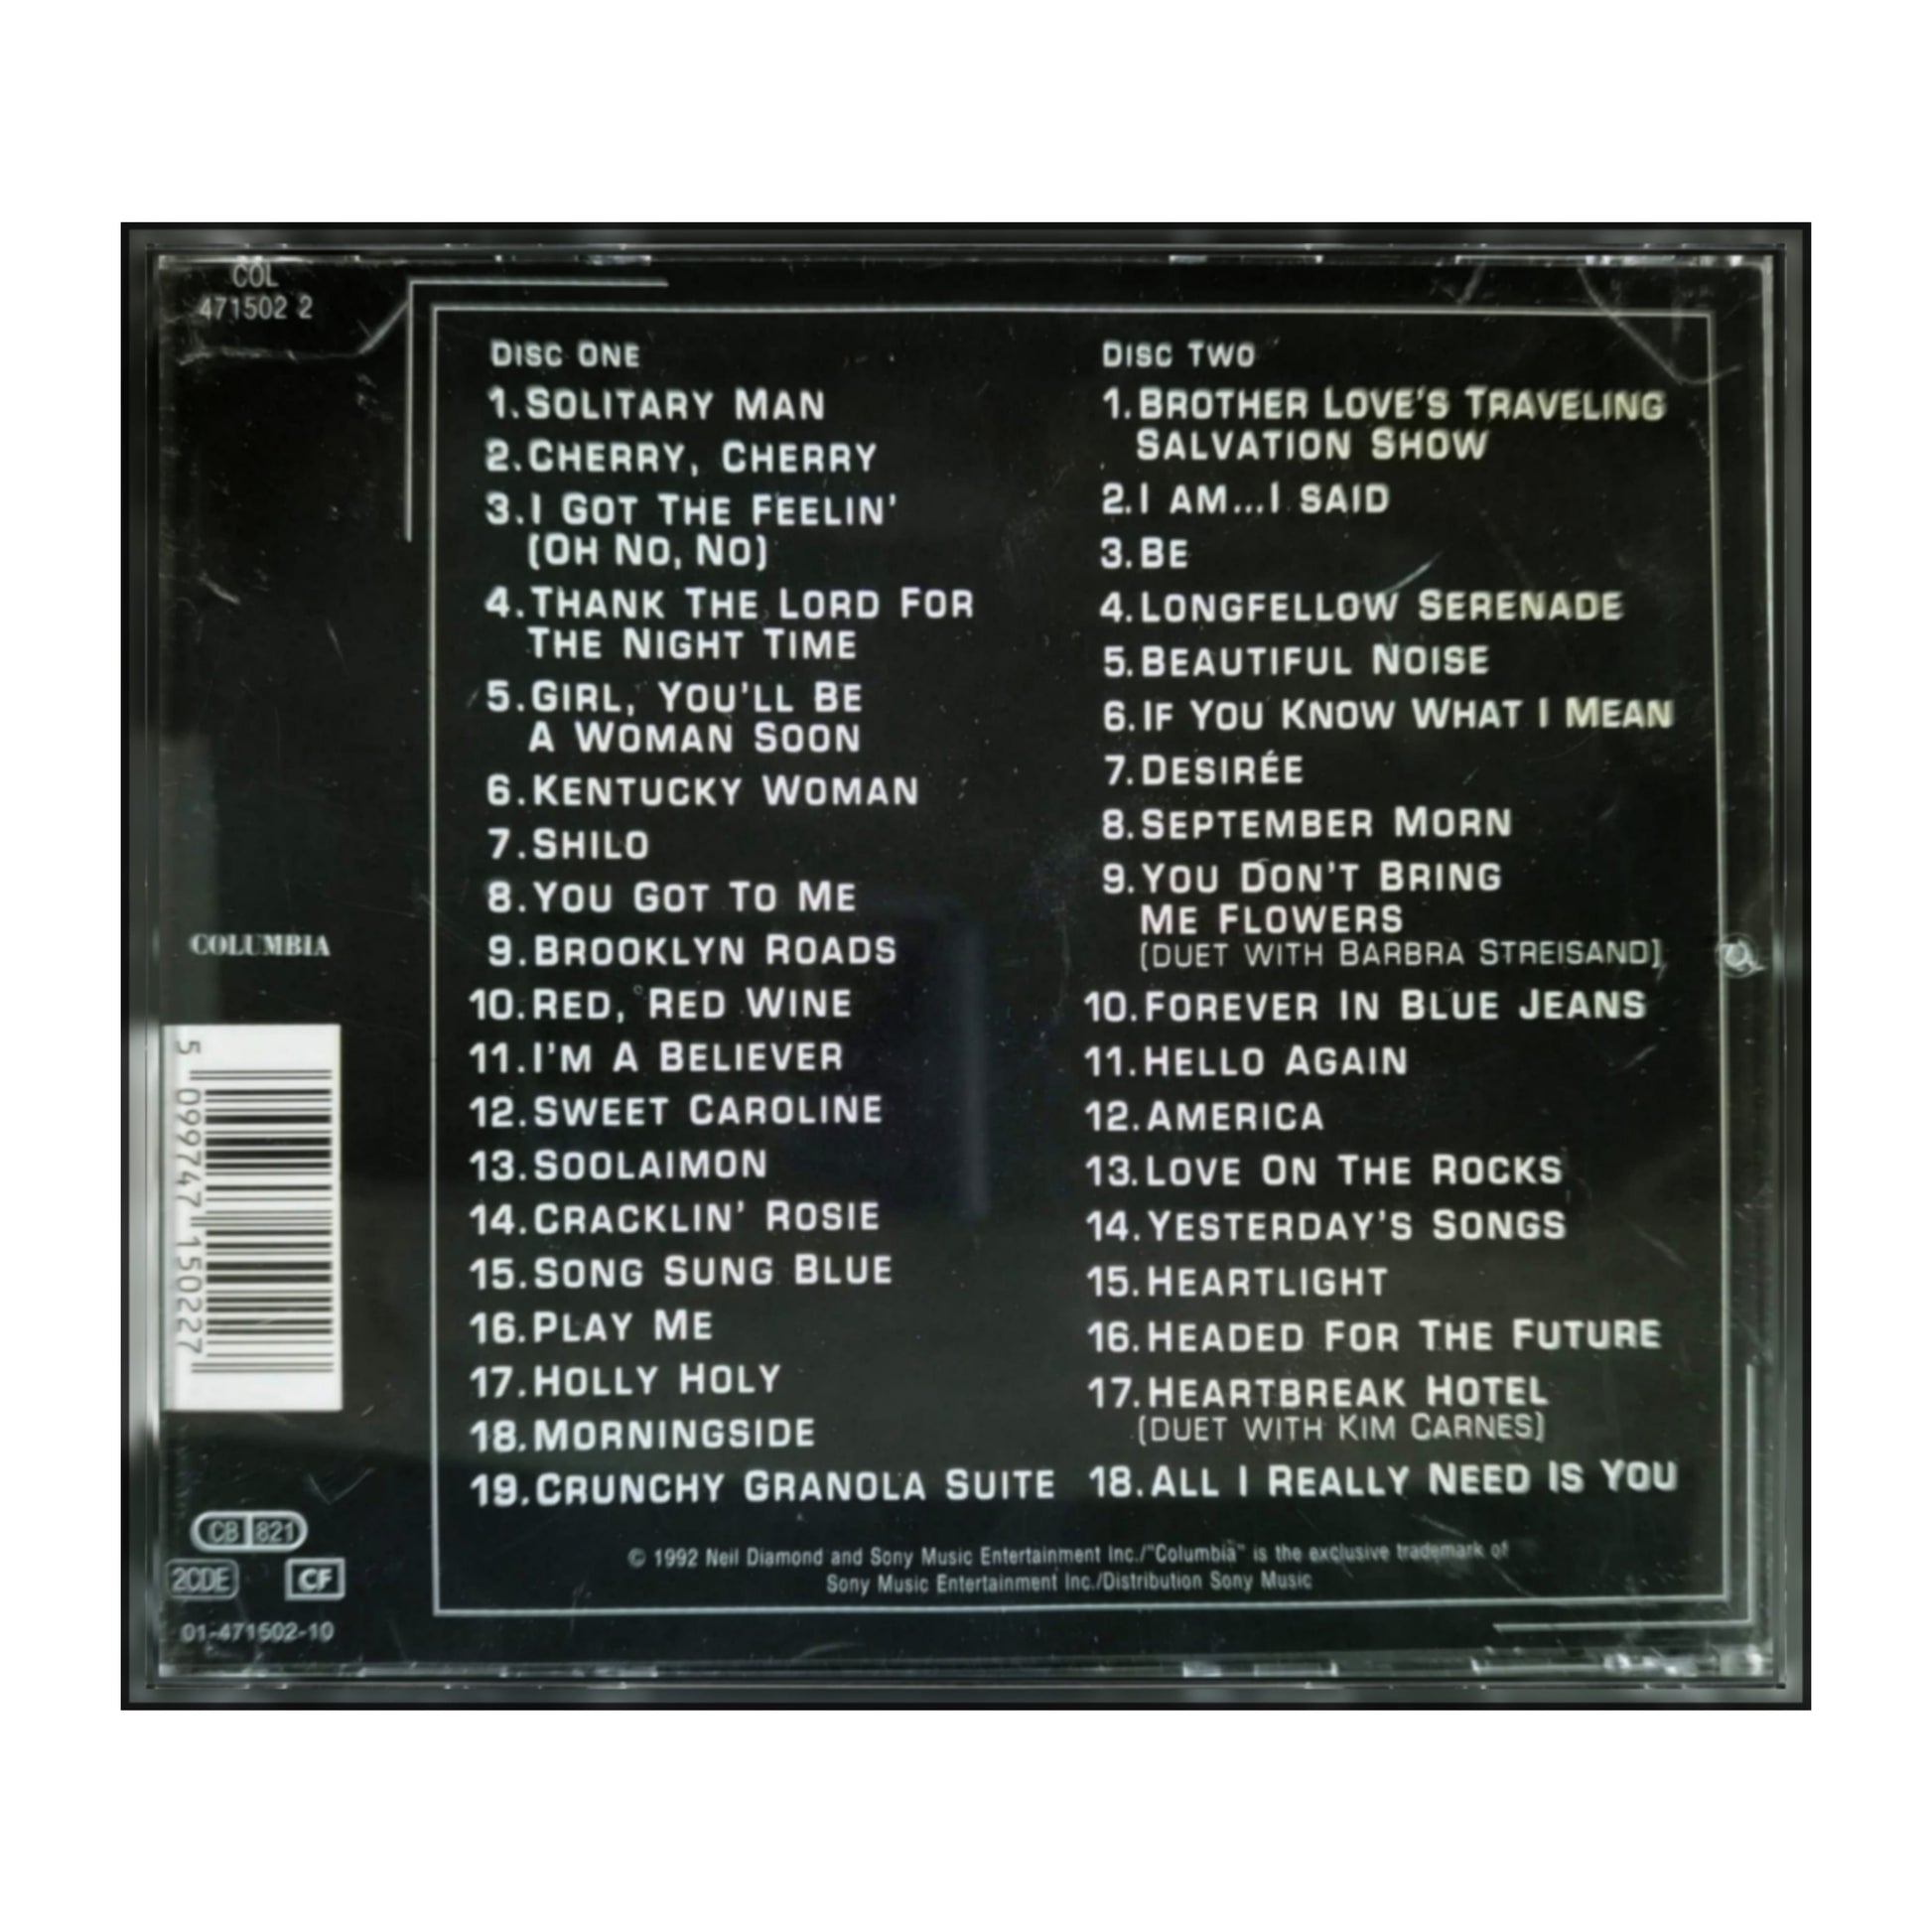 COL
471502 2
DISC ONE
1. SOLITARY MAN
2. CHERRY, CHERRY
3. I GOT THE FEELIN'
(OH NO, NO)
4. THANK THE LORD FOR
THE NIGHT TIME
5. GIRL, YOU'LL BE
A WOMAN SOON
6. KENTUCKY WOMAN
7. SHILO
8. YOU GOT TO ME
9. BROOKLYN ROADS
10. RED, RED WINE
11. I'M A BELIEVER
12. SWEET CAROLINE
13. SOOLAIMON
14. CRACKLIN' ROSIE
15. SONG SUNG BLUE
16. PLAY ME
17. HOLLY HOLY
18. MORNINGSIDE
19. CRUNCHY GRANOLA SUITE
DISC TWO
1. BROTHER LOVE'S TRAVELING
SALVATION SHOW
2. I AM...I SAID
3. BE
4. LONGFELLOW SERENADE
5. BEAUTIFUL NOISE
6. IF YOU KNOW WHAT I MEAN
7. DESIRÉE
8. SEPTEMBER MORN
9. YOU DON'T BRING
ME FLOWERS
(DUET WITH BARBRA STREISAND)
10. FOREVER IN BLUE JEANS
11. HELLO AGAIN
12. AMERICA
13. LOVE ON THE ROCKS
14. YESTERDAY'S SONGS
15. HEARTLIGHT
16. HEADED FOR THE FUTURE
17. HEARTBREAK HOTEL
(DUET WITH KIM CARNES)
18. ALL I REALLY NEED IS YOU
© 1992 Neil Diamond and Sony Music Entertainment Inc./"Columbia" is the exclusive trademark of
Sony Music Entertainment Inc./Distribution Sony Music
COLUMBIA
5 099747 150227
CB 821
2CDE CF
01-471502-10